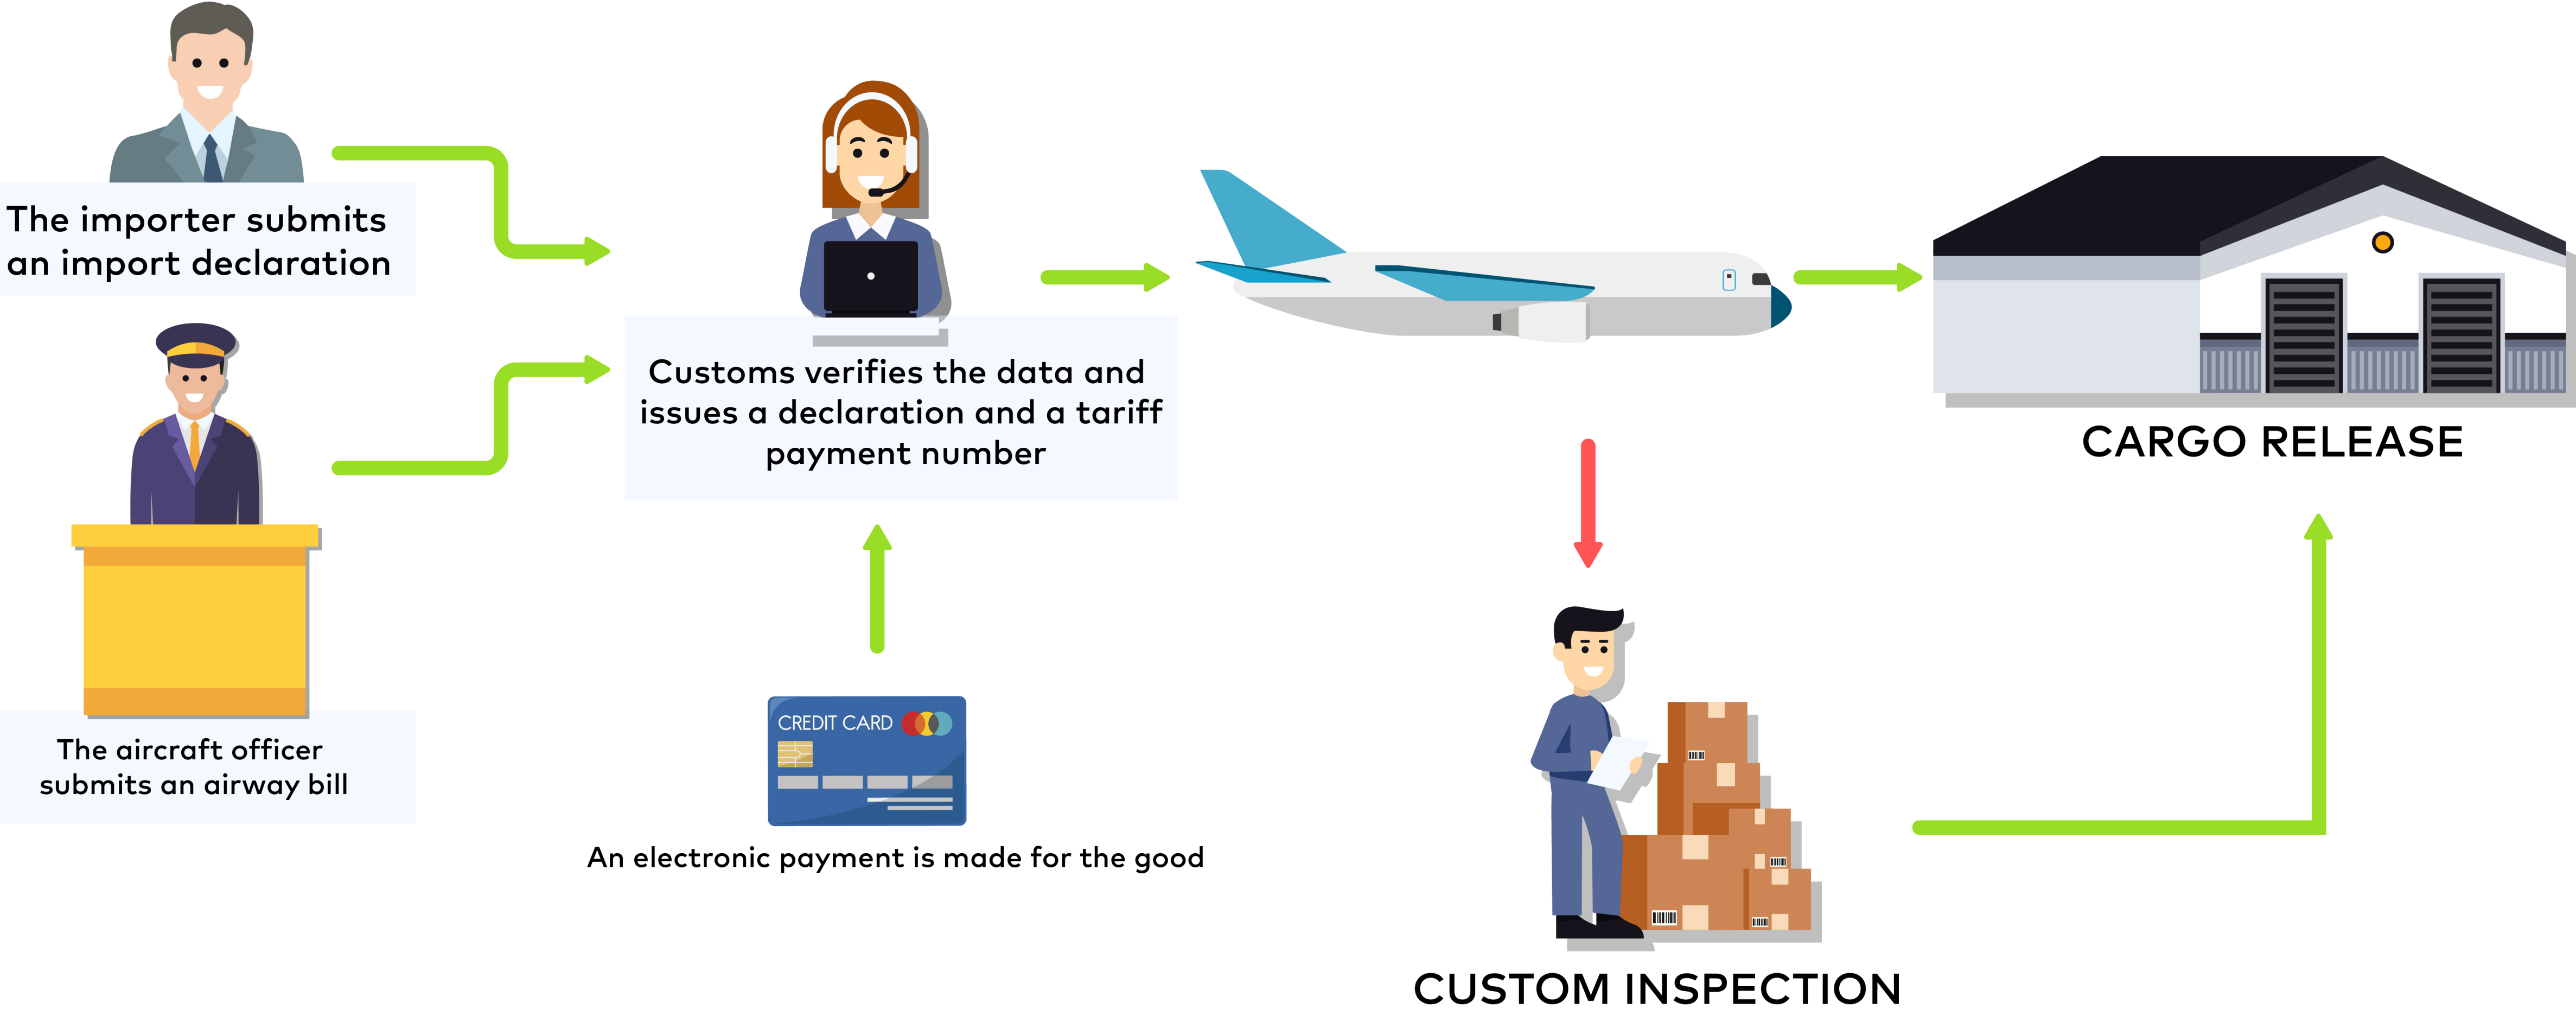 The importer submits
an import declaration
The aircraft officer
submits an airway bill
Customs verifies the data and
issues a declaration and a tariff
payment number
CREDIT CARD
An electronic payment is made for the good
CUSTOM INSPECTION
CARGO RELEASE